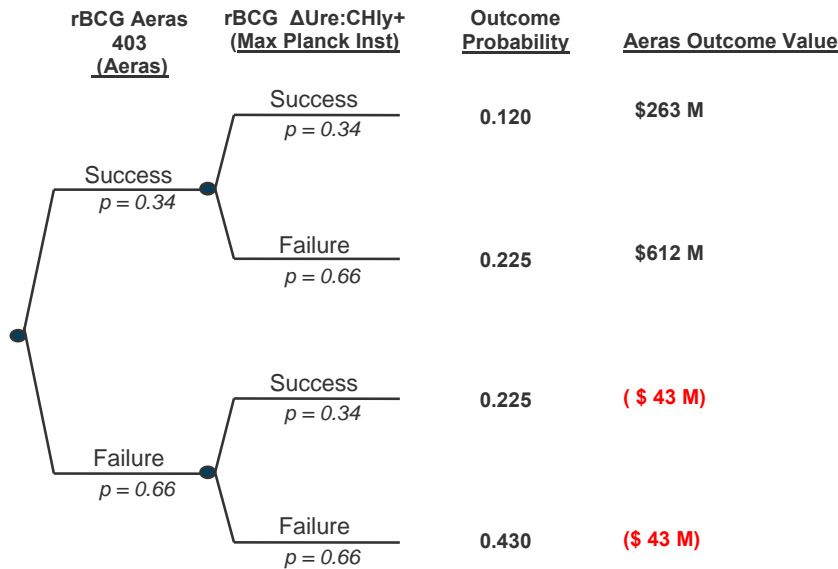 rBCG Aeras
403
(Aeras)
rBCG ΔUre:CHly+
(Max Planck Inst)
Outcome
Probability
Aeras Outcome Value
Success
p = 0.34
0.120
$263 M
Success
p = 0.34
Failure
p = 0.66
0.225
$612 M
Success
p = 0.34
0.225
( $ 43 M)
Failure
p = 0.66
Failure
p = 0.66
0.430
($ 43 M)